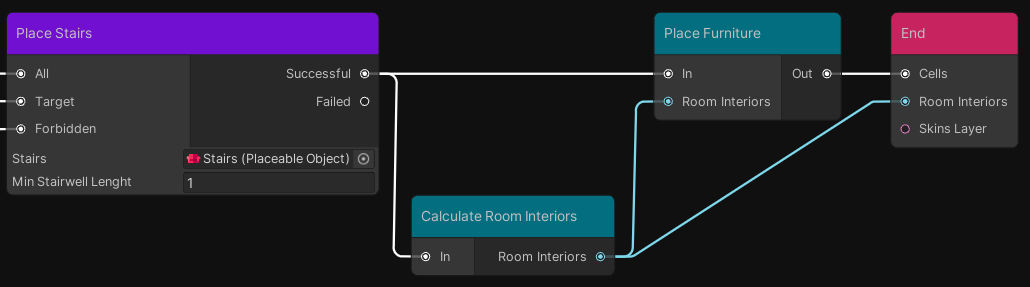 Place Stairs
All Successful
Target Failed
Forbidden
Stairs Stairs (Placeable Object)
Min Stairwell Lenght 1
Calculate Room Interiors
In Room Interiors
Place Furniture
In Out
Room Interiors
End
Cells
Room Interiors
Skins Layer